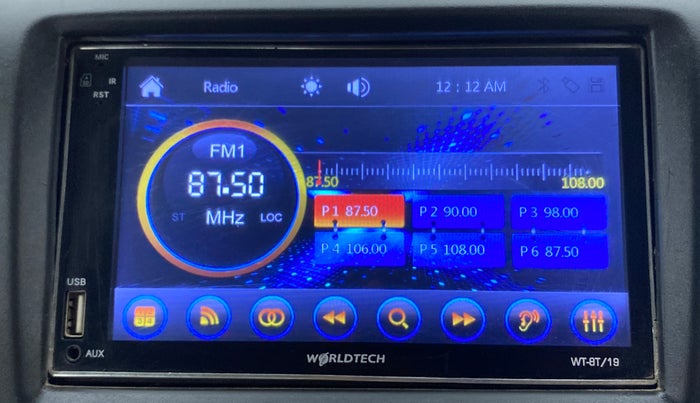 MIC
IR
RST
Radio
12 : 12 AM
FM1
87.50
ST MHz LOC
87.50
108.00
P 1 87.50
P 2 90.00
P 3 98.00
P 4 106.00
P 5 108.00
P 6 87.50
USB
AUX
WORLDTECH
WT-8T/19